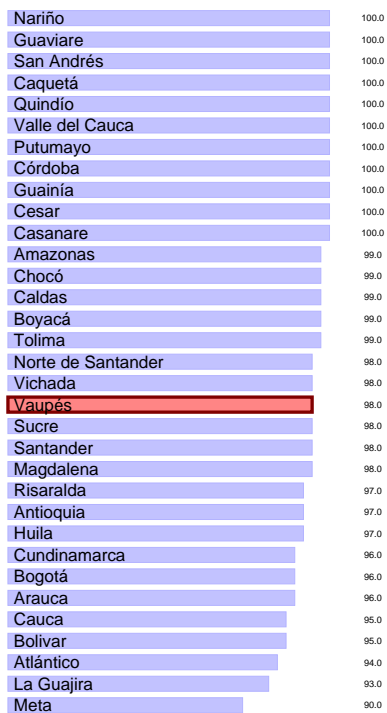 Nariño 100.0
Guaviare 100.0
San Andrés 100.0
Caquetá 100.0
Quindío 100.0
Valle del Cauca 100.0
Putumayo 100.0
Córdoba 100.0
Guainía 100.0
Cesar 100.0
Casanare 100.0
Amazonas 99.0
Chocó 99.0
Caldas 99.0
Boyacá 99.0
Tolima 99.0
Norte de Santander 98.0
Vichada 98.0
Vaupés 98.0
Sucre 98.0
Santander 98.0
Magdalena 98.0
Risaralda 97.0
Antioquia 97.0
Huila 97.0
Cundinamarca 96.0
Bogotá 96.0
Arauca 96.0
Cauca 95.0
Bolivar 95.0
Atlántico 94.0
La Guajira 93.0
Meta 90.0